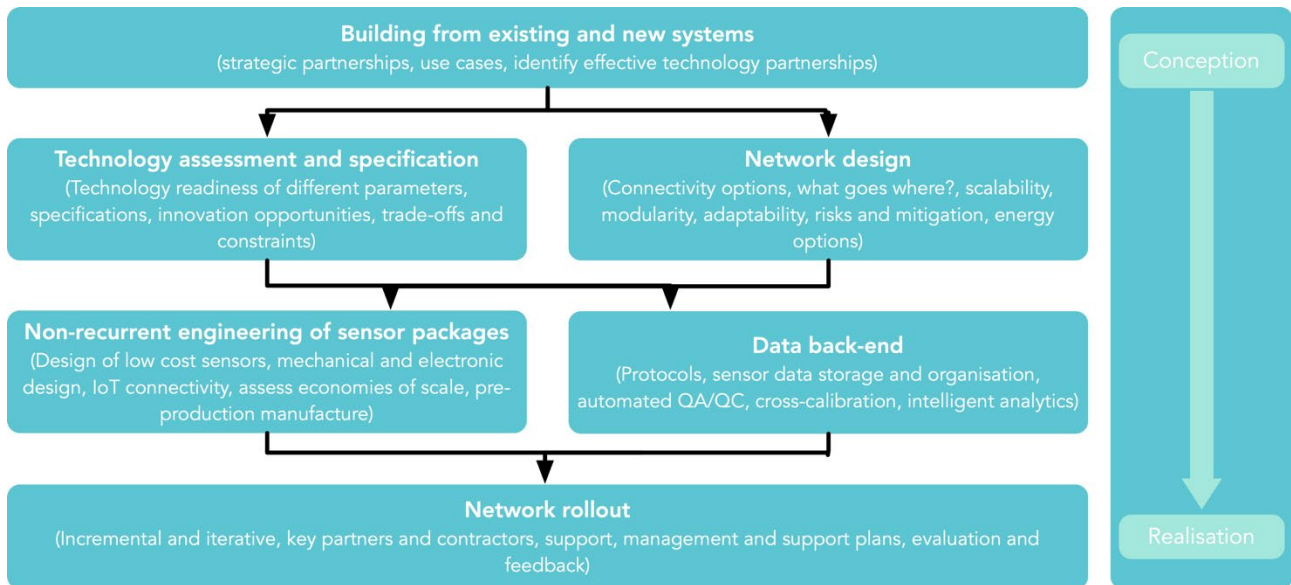 Building from existing and new systems
(strategic partnerships, use cases, identify effective technology partnerships)
Technology assessment and specification
(Technology readiness of different parameters,
specifications, innovation opportunities, trade-offs and
constraints)
Network design
(Connectivity options, what goes where?, scalability,
modularity, adaptability, risks and mitigation, energy
options)
Non-recurrent engineering of sensor packages
(Design of low cost sensors, mechanical and electronic
design, IoT connectivity, assess economies of scale, pre-
production manufacture)
Data back-end
(Protocols, sensor data storage and organisation,
automated QA/QC, cross-calibration, intelligent analytics)
Network rollout
(Incremental and iterative, key partners and contractors, support, management and support plans, evaluation and
feedback)
Conception
Realisation